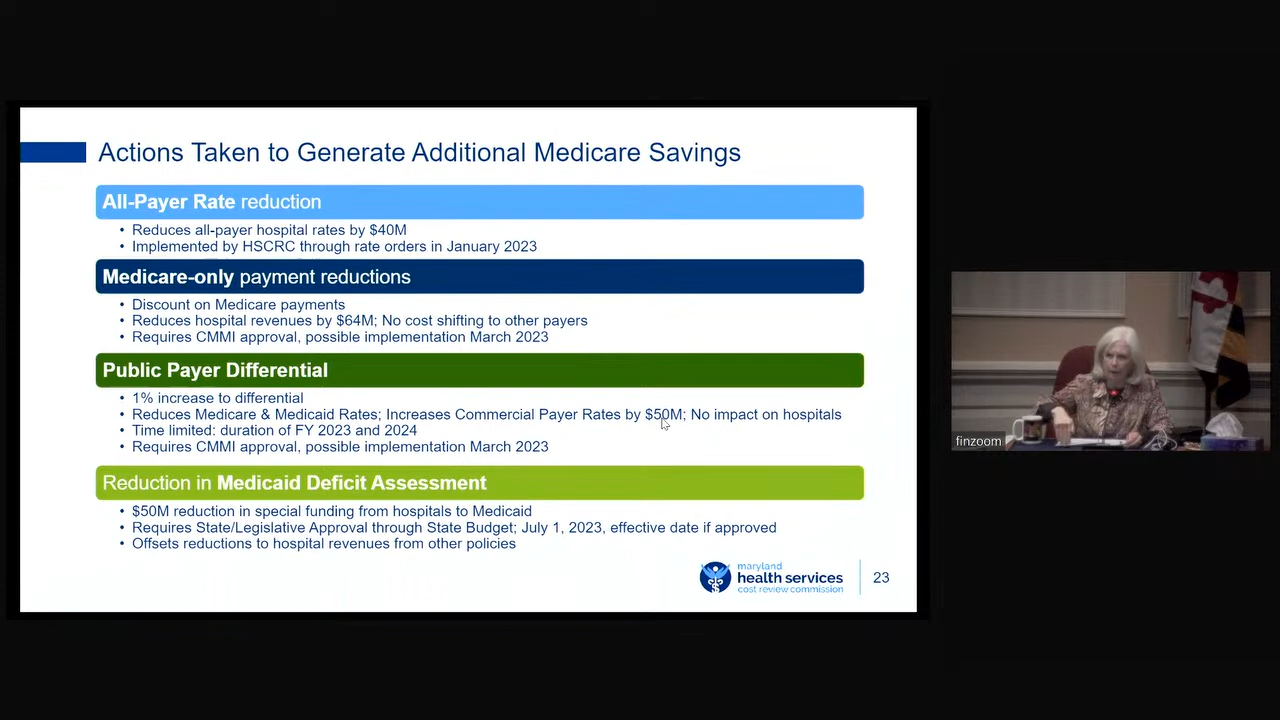 Actions Taken to Generate Additional Medicare Savings
All-Payer Rate reduction
• Reduces all-payer hospital rates by $40M
• Implemented by HSCRC through rate orders in January 2023
Medicare-only payment reductions
• Discount on Medicare payments
• Reduces hospital revenues by $64M; No cost shifting to other payers
• Requires CMMI approval, possible implementation March 2023
Public Payer Differential
• 1% increase to differential
• Reduces Medicare & Medicaid Rates; Increases Commercial Payer Rates by $50M; No impact on hospitals
• Time limited: duration of FY 2023 and 2024
• Requires CMMI approval, possible implementation March 2023
Reduction in Medicaid Deficit Assessment
• $50M reduction in special funding from hospitals to Medicaid
• Requires State/Legislative Approval through State Budget; July 1, 2023, effective date if approved
• Offsets reductions to hospital revenues from other policies
maryland
health services
cost review commission
23
finzoom